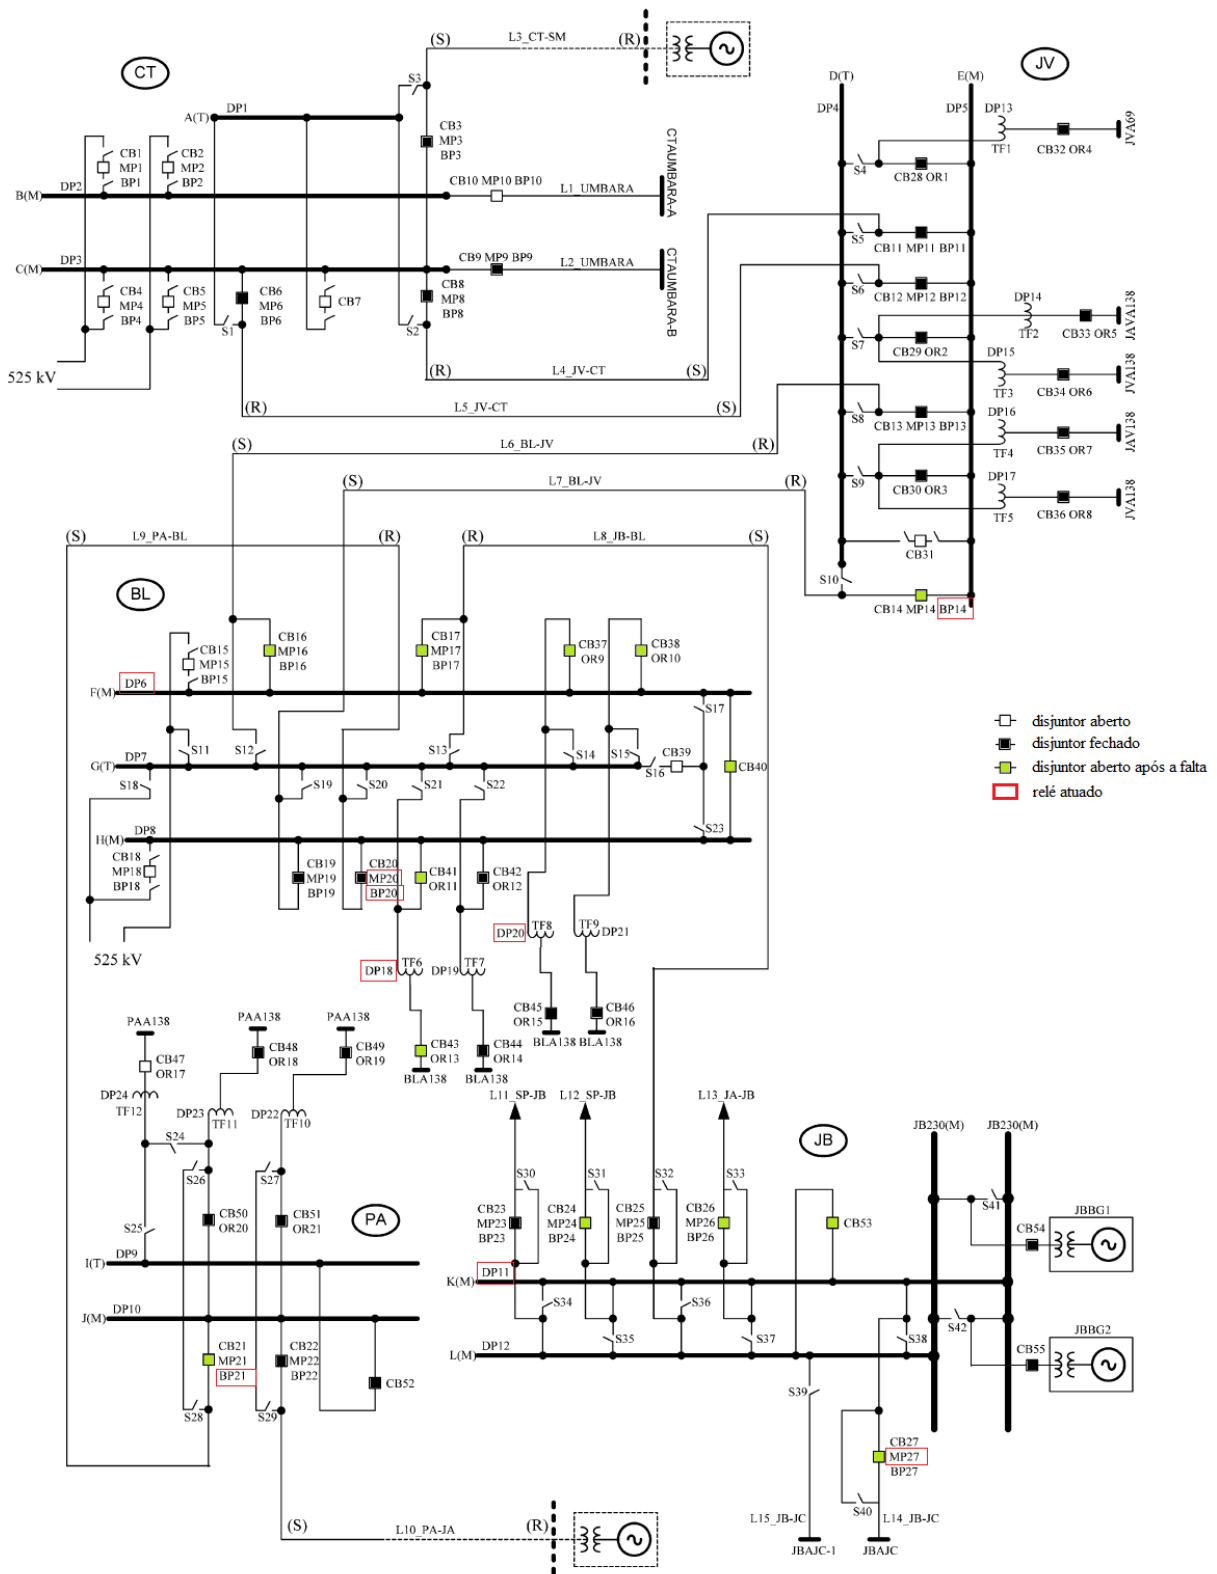 (S)
L3_CT-SM
(R)
CT
JV
S3
D(T)
E(M)
DP1
A(T)
DP4
DP5
DP13
TF1
CB32 OR4
JVA69
CB1
MP1
BP1
CB2
MP2
BP2
CB3
MP3
BP3
S4
CB28 OR1
DP2
B(M)
CB10 MP10 BP10
L1_UMBARA
CTAUMBARA-A
S5
CB11 MP11 BP11
DP3
C(M)
CB9 MP9 BP9
L2_UMBARA
CTAUMBARA-B
S6
CB12 MP12 BP12
CB4
MP4
BP4
CB5
MP5
BP5
CB6
MP6
BP6
CB7
CB8
MP8
BP8
S1
S2
DP14
TF2
CB33 OR5
JAVA138
S7
CB29 OR2
DP15
TF3
CB34 OR6
JVA138
525 kV
(R)
L4_JV-CT
(S)
(R)
L5_JV-CT
(S)
S8
CB13 MP13 BP13
DP16
TF4
CB35 OR7
JAV138
(S)
L6_BL-JV
(R)
S9
CB30 OR3
DP17
TF5
CB36 OR8
JVA138
(S)
L7_BL-JV
(R)
CB31
(S)
L9_PA-BL
(R)
(R)
L8_JB-BL
(S)
S10
CB14 MP14 BP14
BL
CB15
MP15
BP15
CB16
MP16
BP16
CB17
MP17
BP17
CB37
OR9
CB38
OR10
F(M)
DP6
S17
S11
S12
S13
S14
S15
S16
CB39
CB40
G(T)
DP7
S18
S19
S20
S21
S22
S23
H(M)
DP8
CB18
MP18
BP18
CB19
MP19
BP19
CB20
MP20
BP20
CB41
OR11
CB42
OR12
525 kV
DP18
TF6
DP19
TF7
DP20
TF8
TF9
DP21
CB43
OR13
BLA138
CB44
OR14
BLA138
CB45
OR15
BLA138
CB46
OR16
BLA138
disjuntor aberto
disjuntor fechado
disjuntor aberto após a falta
relé atuado
PAA138
PAA138
PAA138
CB47
OR17
CB48
OR18
CB49
OR19
DP24
TF12
DP23
TF11
DP22
TF10
S24
S26
S27
S25
CB50
OR20
CB51
OR21
PA
I(T)
DP9
J(M)
DP10
CB21
MP21
BP21
CB22
MP22
BP22
CB52
S28
S29
(S)
L10_PA-JA
(R)
L11_SP-JB
L12_SP-JB
L13_JA-JB
JB
JB230(M)
JB230(M)
S30
S31
S32
S33
CB23
MP23
BP23
CB24
MP24
BP24
CB25
MP25
BP25
CB26
MP26
BP26
CB53
S41
CB54
JBBG1
K(M)
DP11
S34
S35
S36
S37
S38
S42
CB55
JBBG2
L(M)
DP12
S39
CB27
MP27
BP27
S40
L15_JB-JC
L14_JB-JC
JBAJC-1
JBAJC